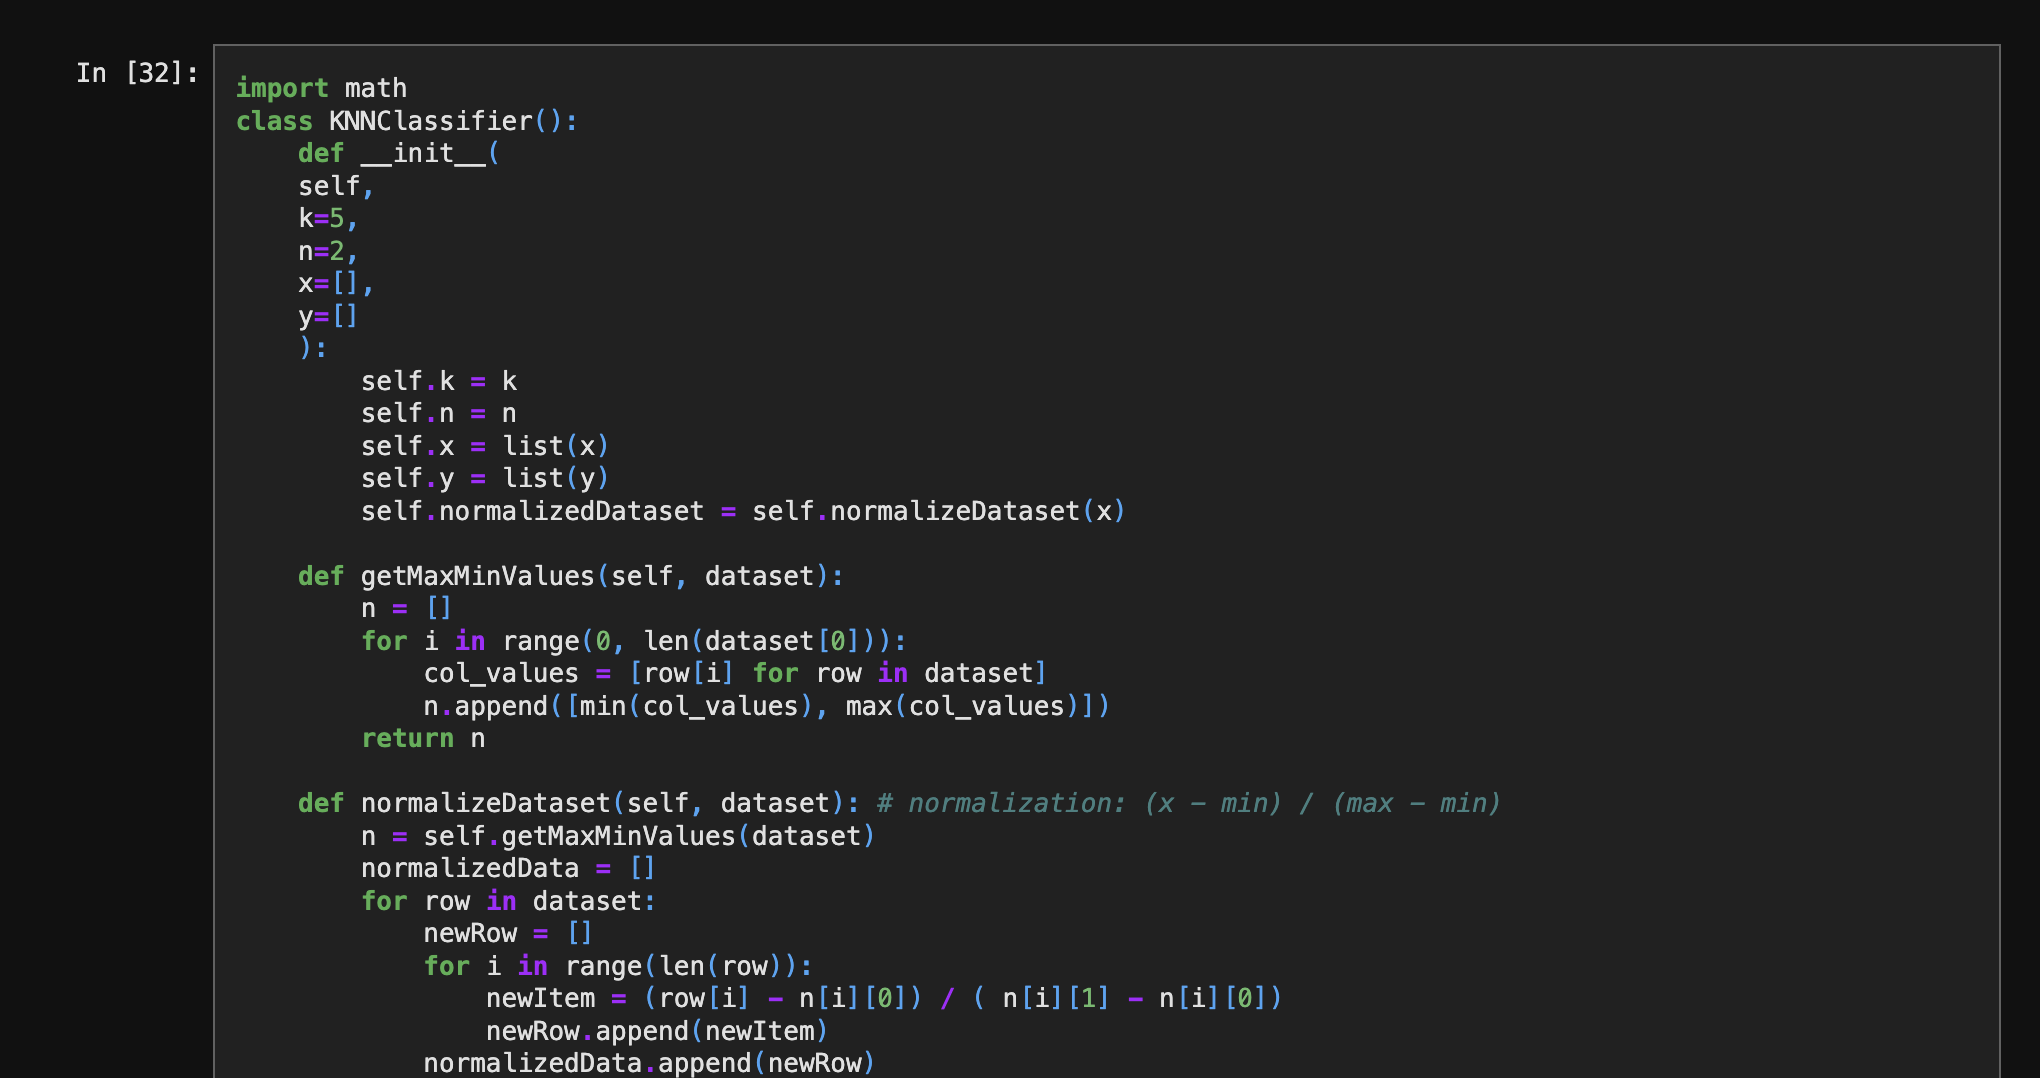 In [32]:
import math
class KNNClassifier():
    def __init__(
    self,
    k=5,
    n=2,
    x=[],
    y=[]
    ):
        self.k = k
        self.n = n
        self.x = list(x)
        self.y = list(y)
        self.normalizedDataset = self.normalizeDataset(x)

    def getMaxMinValues(self, dataset):
        n = []
        for i in range(0, len(dataset[0])):
            col_values = [row[i] for row in dataset]
            n.append([min(col_values), max(col_values)])
        return n

    def normalizeDataset(self, dataset): # normalization: (x - min) / (max - min)
        n = self.getMaxMinValues(dataset)
        normalizedData = []
        for row in dataset:
            newRow = []
            for i in range(len(row)):
                newItem = (row[i] - n[i][0]) / ( n[i][1] - n[i][0])
                newRow.append(newItem)
            normalizedData.append(newRow)